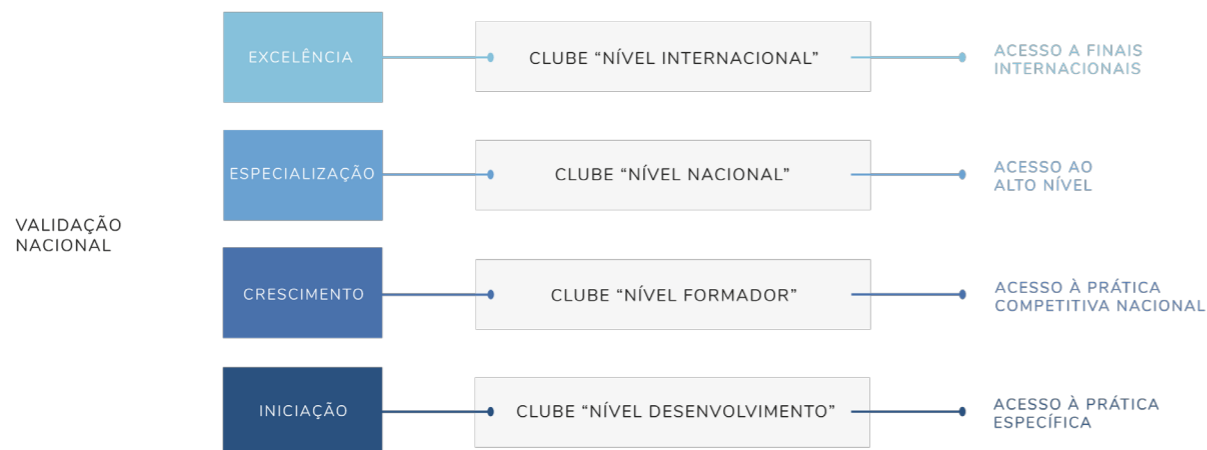 EXCELÊNCIA
CLUBE “NÍVEL INTERNACIONAL”
ACESSO A FINAIS
INTERNACIONAIS
ESPECIALIZAÇÃO
CLUBE “NÍVEL NACIONAL”
ACESSO AO
ALTO NÍVEL
VALIDAÇÃO
NACIONAL
CRESCIMENTO
CLUBE “NÍVEL FORMADOR”
ACESSO À PRÁTICA
COMPETITIVA NACIONAL
INICIAÇÃO
CLUBE “NÍVEL DESENVOLVIMENTO”
ACESSO À PRÁTICA
ESPECÍFICA